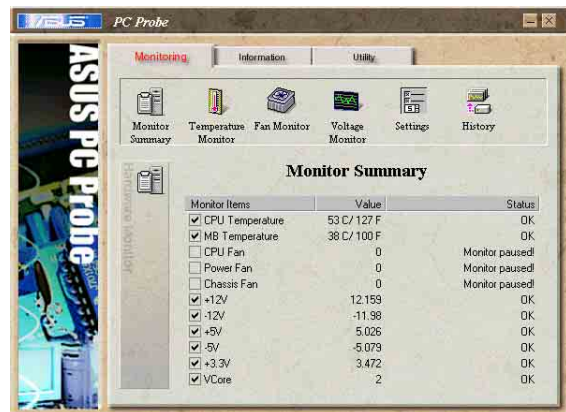 ASUS PC Probe
Monitoring Information Utility
ASUS PC Probe
Monitor Summary
Temperature Monitor
Fan Monitor
Voltage Monitor
Settings
History
Hardware Monitor
Monitor Summary
Monitor Items Value Status
CPU Temperature 53 C/ 127 F OK
MB Temperature 38 C/ 100 F OK
CPU Fan 0 Monitor paused!
Power Fan 0 Monitor paused!
Chassis Fan 0 Monitor paused!
+12V 12.159 OK
-12V -11.98 OK
+5V 5.026 OK
-5V -5.079 OK
+3.3V 3.472 OK
VCore 2 OK